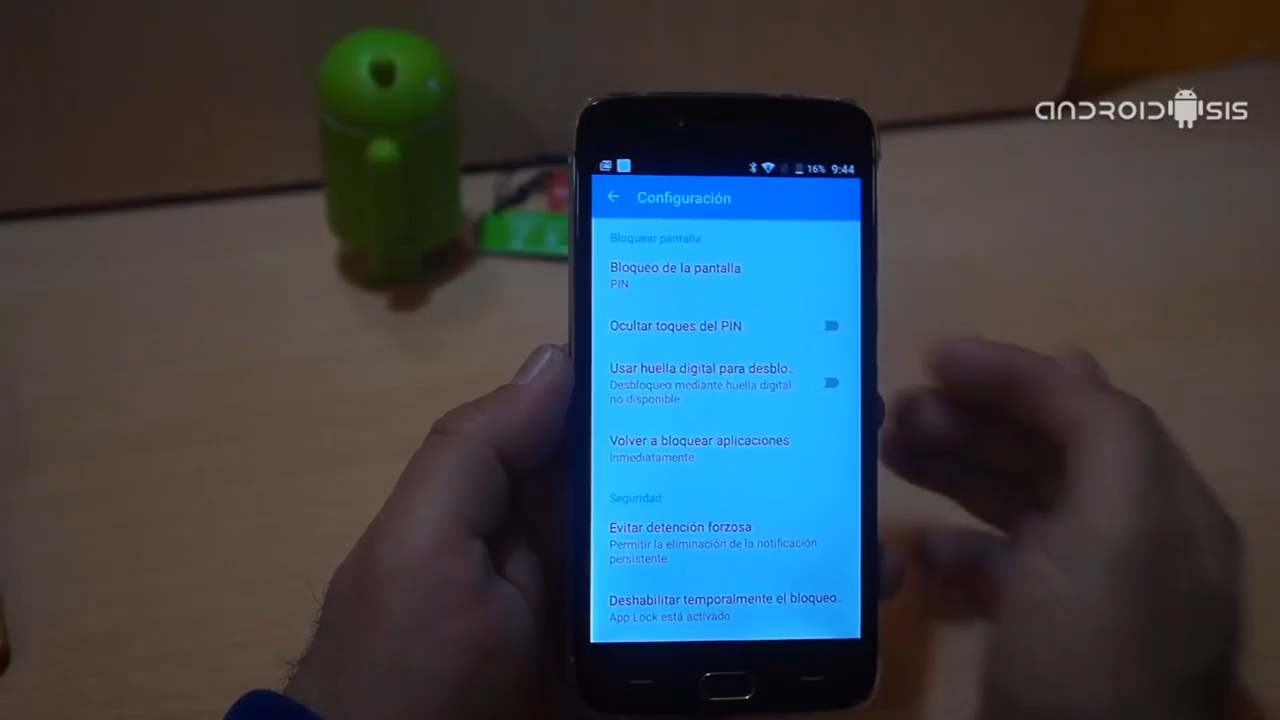 ANDROIDSIS
16% 9:44
Configuración
Bloquear pantalla
Bloqueo de la pantalla
PIN
Ocultar toques del PIN
Usar huella digital para desblo..
Desbloqueo mediante huella digital
no disponible
Volver a bloquear aplicaciones
Inmediatamente
Seguridad
Evitar detención forzosa
Permitir la eliminación de la notificación
persistente
Deshabilitar temporalmente el bloqueo..
App Lock está activado